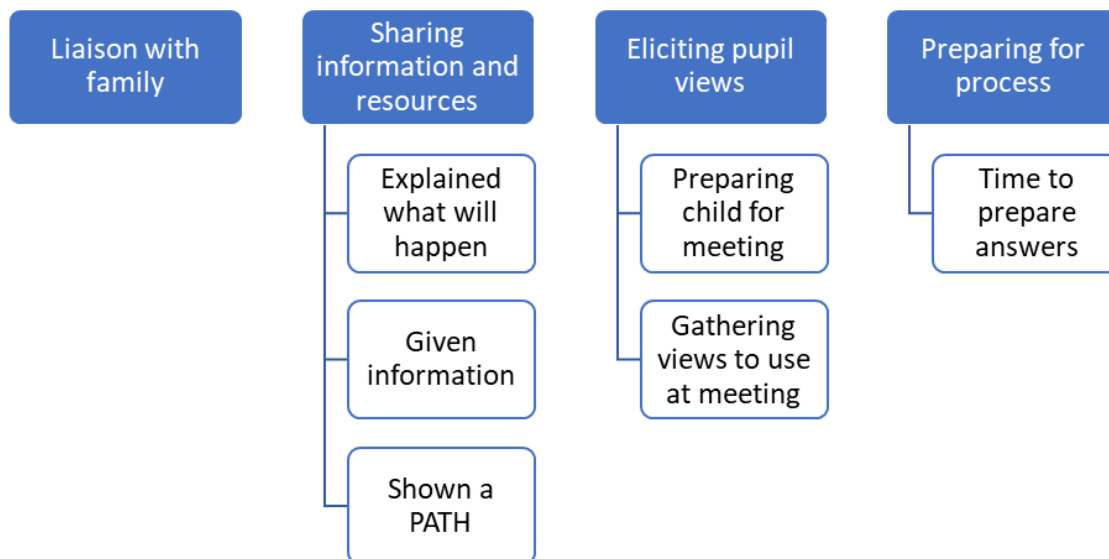 Liaison with
family
Sharing
information and
resources
Explained
what will
happen
Given
information
Shown a
PATH
Eliciting pupil
views
Preparing
child for
meeting
Gathering
views to use
at meeting
Preparing for
process
Time to
prepare
answers